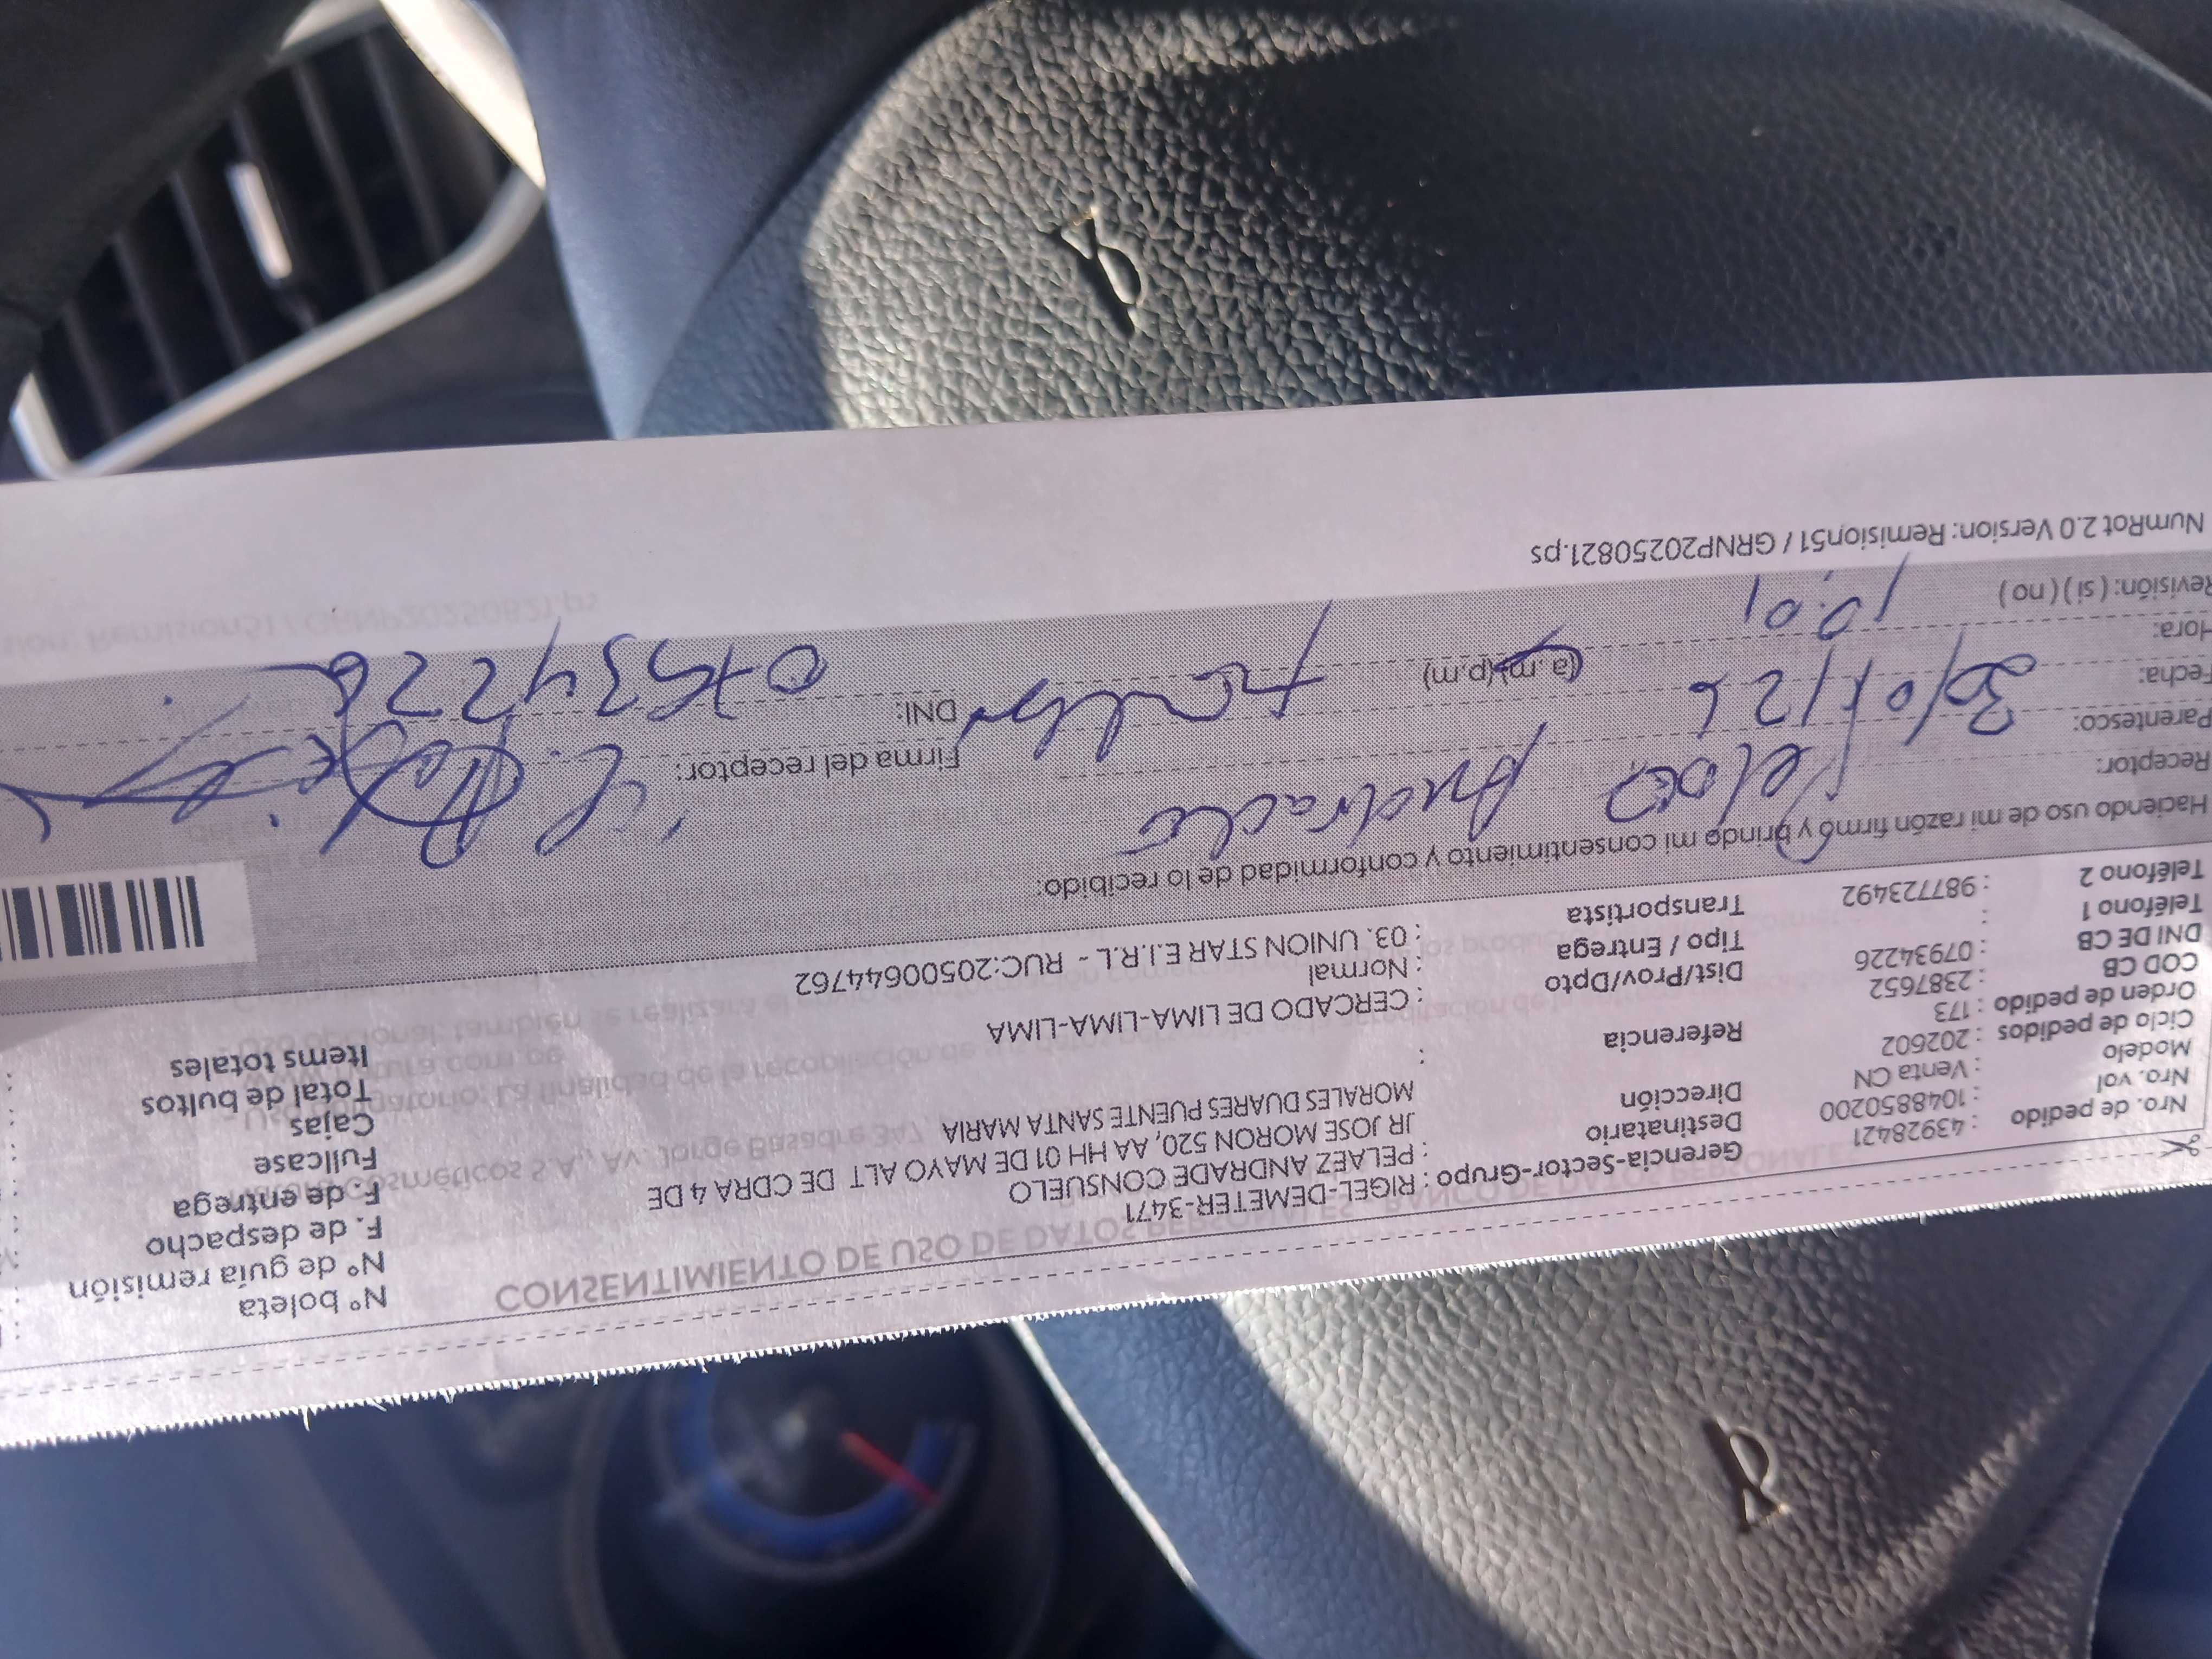 CONSENTIMIENTO DE USO DE DATOS
Nro. de pedido : 43928421
Nro. vol : 1048850200
Modelo : Venta CN
Ciclo de pedidos : 202602
Orden de pedido : 173
COD CB : 2387652
DNI DE CB : 07934226
Teléfono 1 :
Teléfono 2 : 987723492
Gerencia-Sector-Grupo : RIGEL-DEMETER-3471
Destinatario : PELAEZ ANDRADE CONSUELO
Dirección : JR JOSE MORON 520, AA HH 01 DE MAYO ALT DE CDRA 4 DE
MORALES DUARES PUENTE SANTA MARIA
Referencia :
Dist/Prov/Dpto : CERCADO DE LIMA-LIMA-LIMA
Tipo / Entrega : Normal
Transportista : 03. UNION STAR E.I.R.L - RUC:20500644762
N° boleta :
N° de guía remisión :
F. de despacho :
F. de entrega :
Fullcase :
Cajas :
Total de bultos :
Items totales :
Haciendo uso de mi razón firmo y brindo mi consentimiento y conformidad de lo recibido:
Receptor: Andrade
Parentesco:
Fecha: 30/01/26
Hora: 10:01 (a.m)(p.m)
Revisión: ( si ) ( no )
Firma del receptor:
DNI:
NumRot 2.0 Version: Remision51 / GRNP20250821.ps